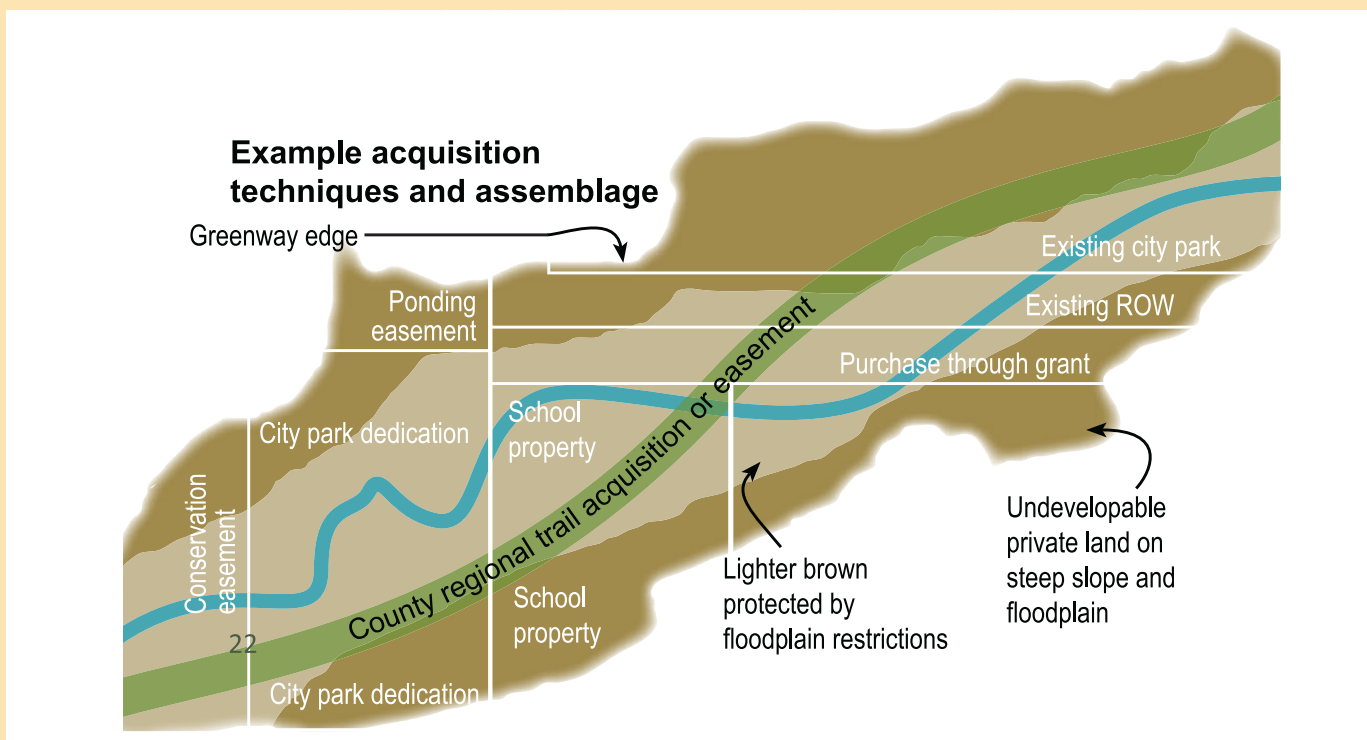 Example acquisition
techniques and assemblage
Greenway edge
Existing city park
Ponding
easement
Existing ROW
Purchase through grant
School
property
City park dedication
County regional trail acquisition or easement
Conservation
easement
Undevelopable
private land on
steep slope and
floodplain
Lighter brown
protected by
floodplain restrictions
School
property
22
City park dedication